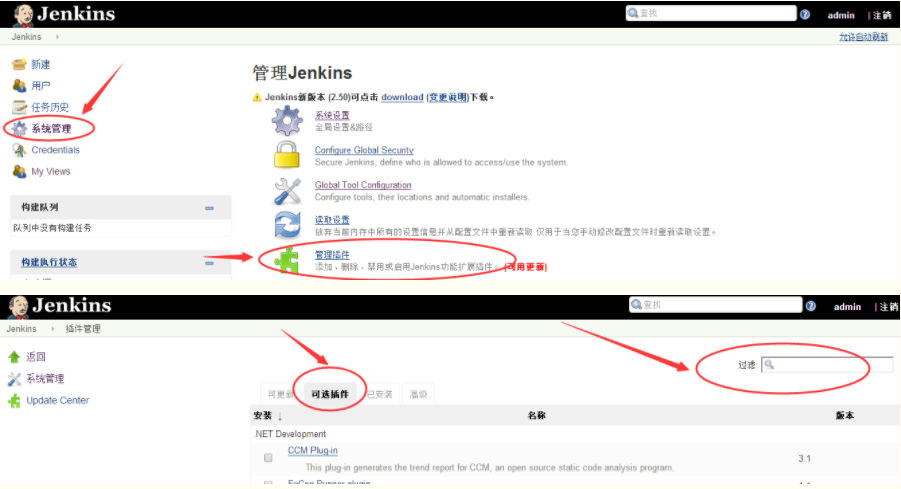 Jenkins
查找
admin
| 注销
Jenkins
允许自动刷新
新建
用户
任务历史
系统管理
Credentials
My Views
构建队列
队列中没有构建任务
构建执行状态
管理Jenkins
Jenkins新版本 (2.50)可点击 download (变更说明)下载。
系统设置
全局设置&路径
Configure Global Security
Secure Jenkins; define who is allowed to access/use the system.
Global Tool Configuration
Configure tools, their locations and automatic installers.
读取设置
放弃当前内存中所有的设置信息并从配置文件中重新读取 仅用于当您手动修改配置文件时重新读取设置。
管理插件
添加、删除、禁用或启用Jenkins功能扩展插件。 (可用更新)
Jenkins
查找
admin
| 注销
Jenkins
插件管理
返回
系统管理
Update Center
过滤:
可更新 可选插件 已安装 高级
安装 ↓ 名称 版本
.NET Development
CCM Plug-in 3.1
This plug-in generates the trend report for CCM, an open source static code analysis program.